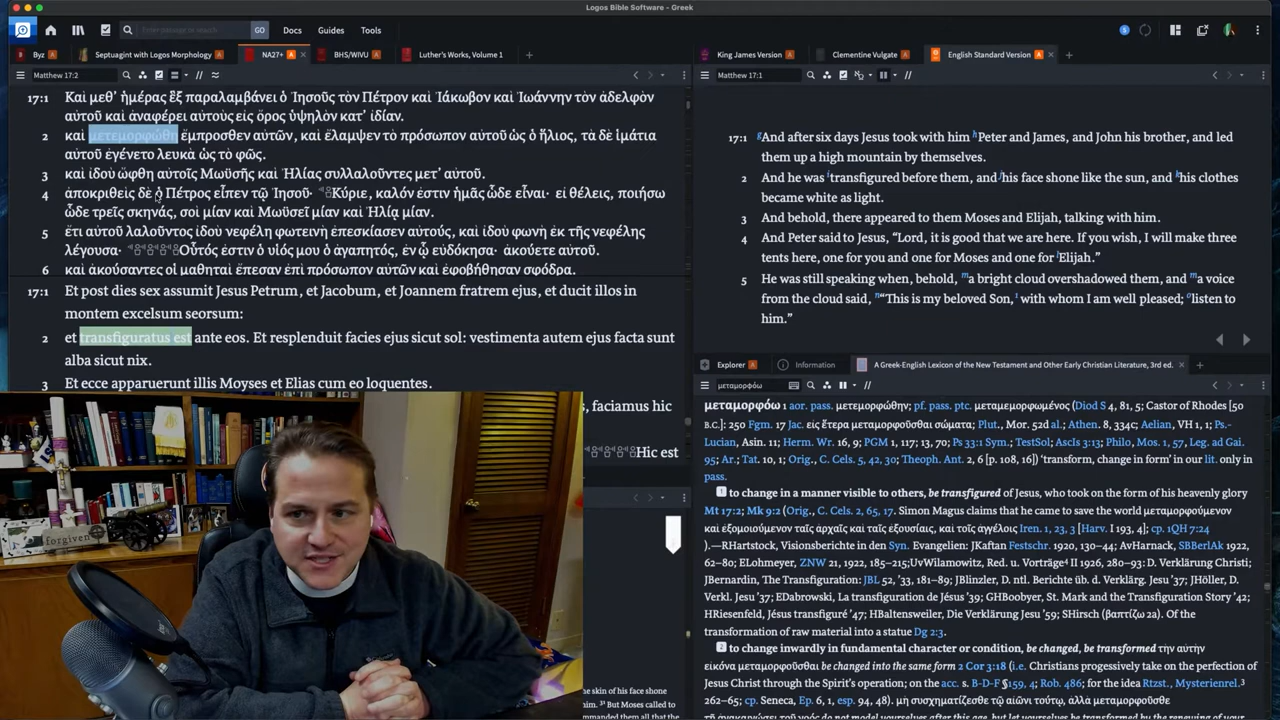 Logos Bible Software - Greek
Enter passage or search
GO
Docs
Guides
Tools
Byz
Septuagint with Logos Morphology
NA27+
BHS/WIVU
Luther's Works, Volume 1
Matthew 17:2
17:1 Καὶ μεθ’ ἡμέρας ἓξ παραλαμβάνει ὁ Ἰησοῦς τὸν Πέτρον καὶ Ἰάκωβον καὶ Ἰωάννην τὸν ἀδελφὸν
αὐτοῦ καὶ ἀναφέρει αὐτοὺς εἰς ὄρος ὑψηλὸν κατ’ ἰδίαν.
2 καὶ μετεμορφώθη ἔμπροσθεν αὐτῶν, καὶ ἔλαμψεν τὸ πρόσωπον αὐτοῦ ὡς ὁ ἥλιος, τὰ δὲ ἱμάτια
αὐτοῦ ἐγένετο λευκὰ ὡς τὸ φῶς.
3 καὶ ἰδοὺ ὤφθη αὐτοῖς Μωϋσῆς καὶ Ἠλίας συλλαλοῦντες μετ’ αὐτοῦ.
4 ἀποκριθεὶς δὲ ὁ Πέτρος εἶπεν τῷ Ἰησοῦ· Κύριε, καλόν ἐστιν ἡμᾶς ὧδε εἶναι· εἰ θέλεις, ποιήσω
ὧδε τρεῖς σκηνάς, σοὶ μίαν καὶ Μωϋσεῖ μίαν καὶ Ἠλίᾳ μίαν.
5 ἔτι αὐτοῦ λαλοῦντος ἰδοὺ νεφέλη φωτεινὴ ἐπεσκίασεν αὐτούς, καὶ ἰδοὺ φωνὴ ἐκ τῆς νεφέλης
λέγουσα· Οὗτός ἐστιν ὁ υἱός μου ὁ ἀγαπητός, ἐν ᾧ εὐδόκησα· ἀκούετε αὐτοῦ.
6 καὶ ἀκούσαντες οἱ μαθηταὶ ἔπεσαν ἐπὶ πρόσωπον αὐτῶν καὶ ἐφοβήθησαν σφόδρα.
17:1 Et post dies sex assumit Jesus Petrum, et Jacobum, et Joannem fratrem ejus, et ducit illos in
montem excelsum seorsum:
2 et transfiguratus est ante eos. Et resplenduit facies ejus sicut sol: vestimenta autem ejus facta sunt
alba sicut nix.
3 Et ecce apparuerunt illis Moyses et Elias cum eo loquentes.
, faciamus hic
Hic est
forgiven
the skin of his face shone
him. 31 But Moses called to
mmanded them all that the
King James Version
Clementine Vulgate
English Standard Version
Matthew 17:1
17:1 gAnd after six days Jesus took with him hPeter and James, and John his brother, and led
them up a high mountain by themselves.
2 And he was itransfigured before them, and jhis face shone like the sun, and khis clothes
became white as light.
3 And behold, there appeared to them Moses and Elijah, talking with him.
4 And Peter said to Jesus, “Lord, it is good that we are here. If you wish, I will make three
tents here, one for you and one for Moses and one for lElijah.”
5 He was still speaking when, behold, ma bright cloud overshadowed them, and ma voice
from the cloud said, n“This is my beloved Son,1 with whom I am well pleased; olisten to
him.”
Explorer
Information
A Greek-English Lexicon of the New Testament and Other Early Christian Literature, 3rd ed.
μεταμορφόω
μεταμορφόω 1 aor. pass. μετεμορφώθην; pf. pass. ptc. μεταμεμορφωμένος (Diod S 4, 81, 5; Castor of Rhodes [50
B.C.]: 250 Fgm. 17 Jac. εἰς ἕτερα μεταμορφοῦσθαι σώματα; Plut., Mor. 52d al.; Athen. 8, 334c; Aelian, VH 1, 1; Ps.-
Lucian, Asin. 11; Herm. Wr. 16, 9; PGM 1, 117; 13, 70; Ps 33:1 Sym.; TestSol; AscIs 3:13; Philo, Mos. 1, 57, Leg. ad Gai.
95; Ar.; Tat. 10, 1; Orig., C. Cels. 5, 42, 30; Theoph. Ant. 2, 6 [p. 108, 16]) ‘transform, change in form’ in our lit. only in
pass.
1 to change in a manner visible to others, be transfigured of Jesus, who took on the form of his heavenly glory
Mt 17:2; Mk 9:2 (Orig., C. Cels. 2, 65, 17. Simon Magus claims that he came to save the world μεταμορφούμενον
καὶ ἐξομοιούμενον ταῖς ἀρχαῖς καὶ ταῖς ἐξουσίαις, καὶ τοῖς ἀγγέλοις Iren. 1, 23, 3 [Harv. I 193, 4]; cp. 1QH 7:24
).—RHartstock, Visionsberichte in den Syn. Evangelien: JKaftan Festschr. 1920, 130–44; AvHarnack, SBBerlAk 1922,
62–80; ELohmeyer, ZNW 21, 1922, 185–215; UvWilamowitz, Red. u. Vorträge4 II 1926, 280–93: D. Verklärung Christi;
JBernardin, The Transfiguration: JBL 52, ’33, 181–89; JBlinzler, D. ntl. Berichte üb. d. Verklärg. Jesu ’37; JHöller, D.
Verkl. Jesu ’37; EDabrowski, La transfiguration de Jésus ’39; GHBoobyer, St. Mark and the Transfiguration Story ’42;
HRiesenfeld, Jésus transfiguré ’47; HBaltensweiler, Die Verklärung Jesu ’59; SHirsch (βαπτίζω 2a). Of the
transformation of raw material into a statue Dg 2:3.
2 to change inwardly in fundamental character or condition, be changed, be transformed τὴν αὐτὴν
εἰκόνα μεταμορφοῦσθαι be changed into the same form 2 Cor 3:18 (i.e. Christians progressively take on the perfection of
Jesus Christ through the Spirit’s operation; on the acc. s. B-D-F §159, 4; Rob. 486; for the idea Rtzst., Mysterienrel.3
262–65; cp. Seneca, Ep. 6, 1, esp. 94, 48). μὴ συσχηματίζεσθε τῷ αἰῶνι τούτῳ, ἀλλὰ μεταμορφοῦσθε